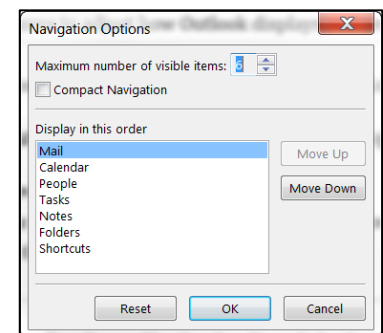 Navigation Options
Maximum number of visible items: 6
Compact Navigation
Display in this order
Mail
Calendar
People
Tasks
Notes
Folders
Shortcuts
Move Up
Move Down
Reset OK Cancel